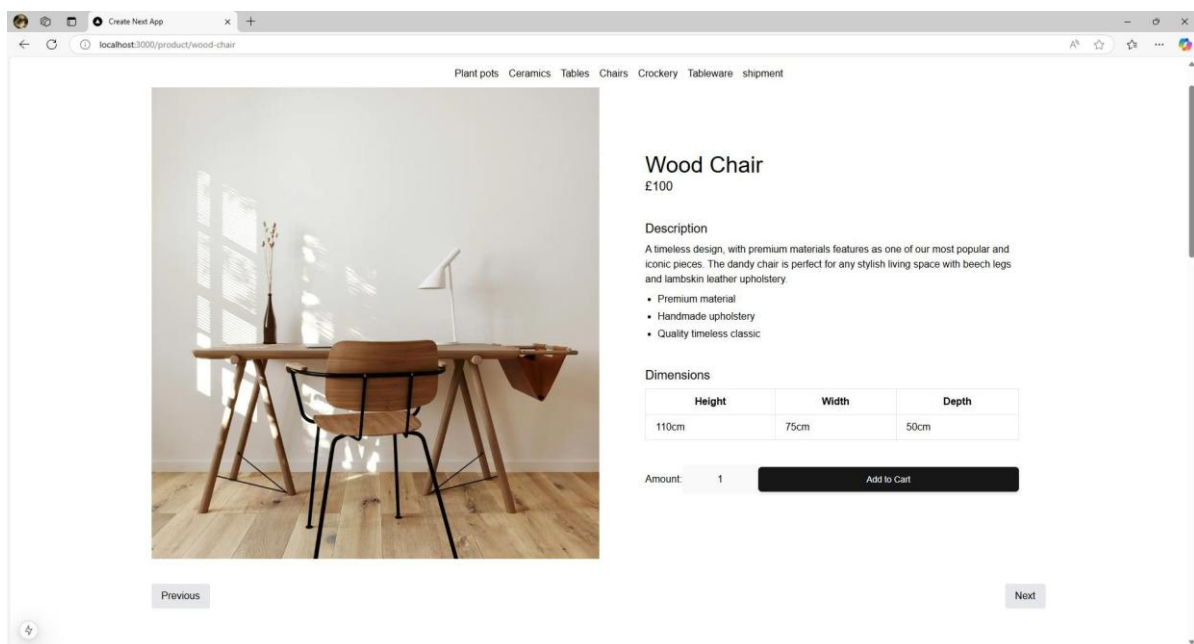 Create Next App
localhost:3000/product/wood-chair
Plant pots Ceramics Tables Chairs Crockery Tableware shipment
Wood Chair
£100
Description
A timeless design, with premium materials features as one of our most popular and
iconic pieces. The dandy chair is perfect for any stylish living space with beech legs
and lambskin leather upholstery.
• Premium material
• Handmade upholstery
• Quality timeless classic
Dimensions
Height Width Depth
110cm 75cm 50cm
Amount: 1 Add to Cart
Previous Next